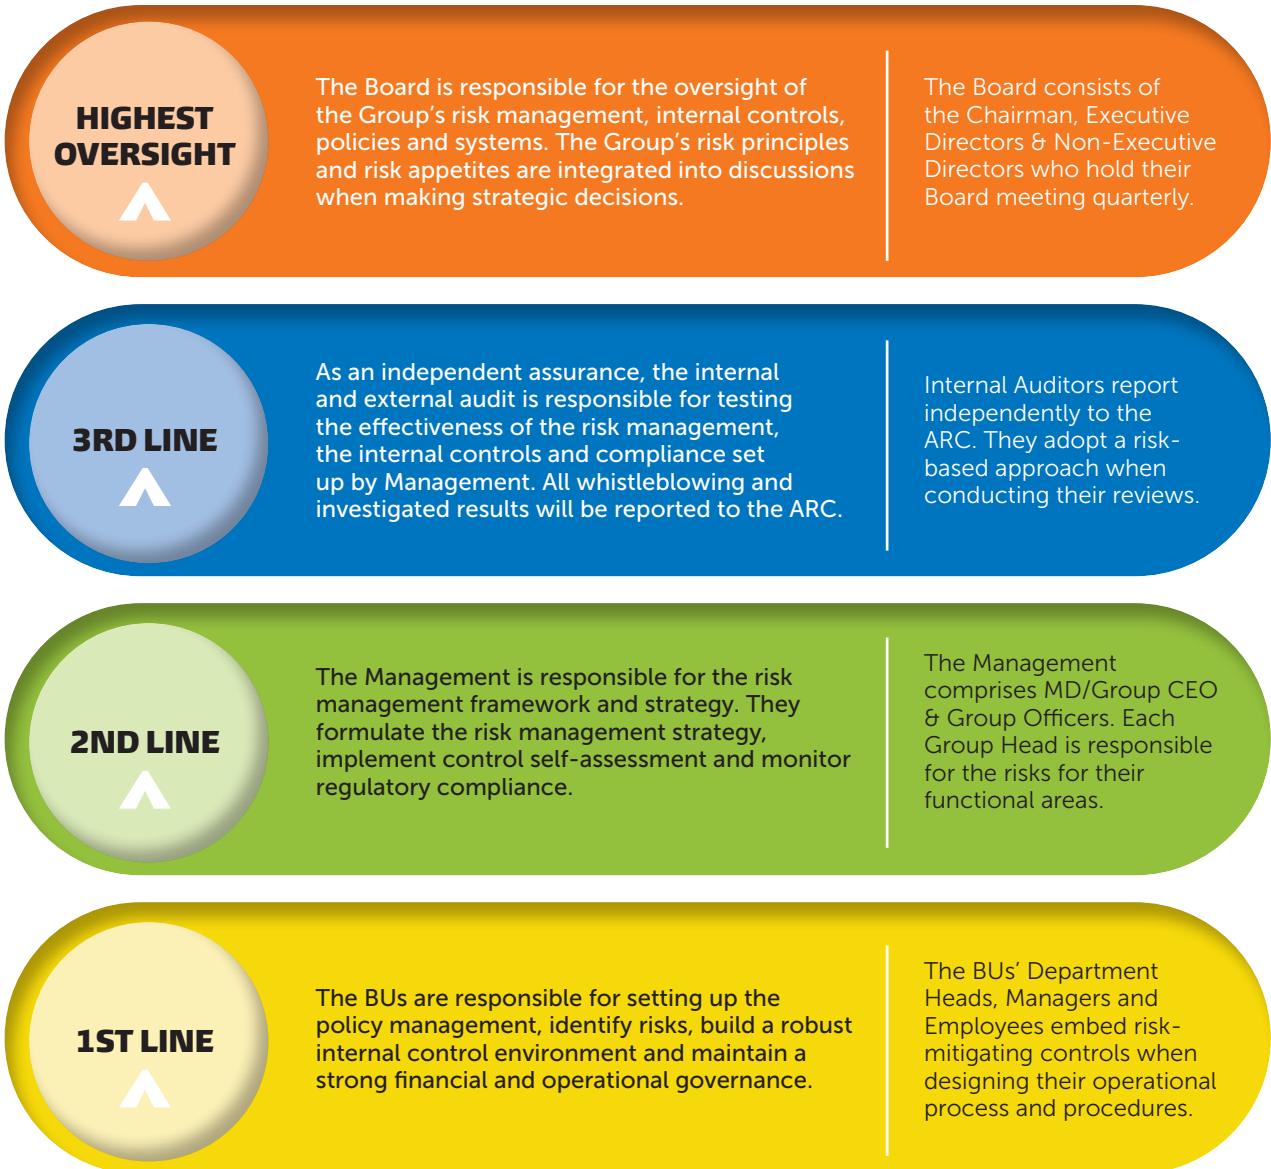 HIGHEST
OVERSIGHT
The Board is responsible for the oversight of
the Group's risk management, internal controls,
policies and systems. The Group's risk principles
and risk appetites are integrated into discussions
when making strategic decisions.
The Board consists of
the Chairman, Executive
Directors & Non-Executive
Directors who hold their
Board meeting quarterly.
3RD LINE
As an independent assurance, the internal
and external audit is responsible for testing
the effectiveness of the risk management,
the internal controls and compliance set
up by Management. All whistleblowing and
investigated results will be reported to the ARC.
Internal Auditors report
independently to the
ARC. They adopt a risk-
based approach when
conducting their reviews.
2ND LINE
The Management is responsible for the risk
management framework and strategy. They
formulate the risk management strategy,
implement control self-assessment and monitor
regulatory compliance.
The Management
comprises MD/Group CEO
& Group Officers. Each
Group Head is responsible
for the risks for their
functional areas.
1ST LINE
The BUs are responsible for setting up the
policy management, identify risks, build a robust
internal control environment and maintain a
strong financial and operational governance.
The BUs' Department
Heads, Managers and
Employees embed risk-
mitigating controls when
designing their operational
process and procedures.